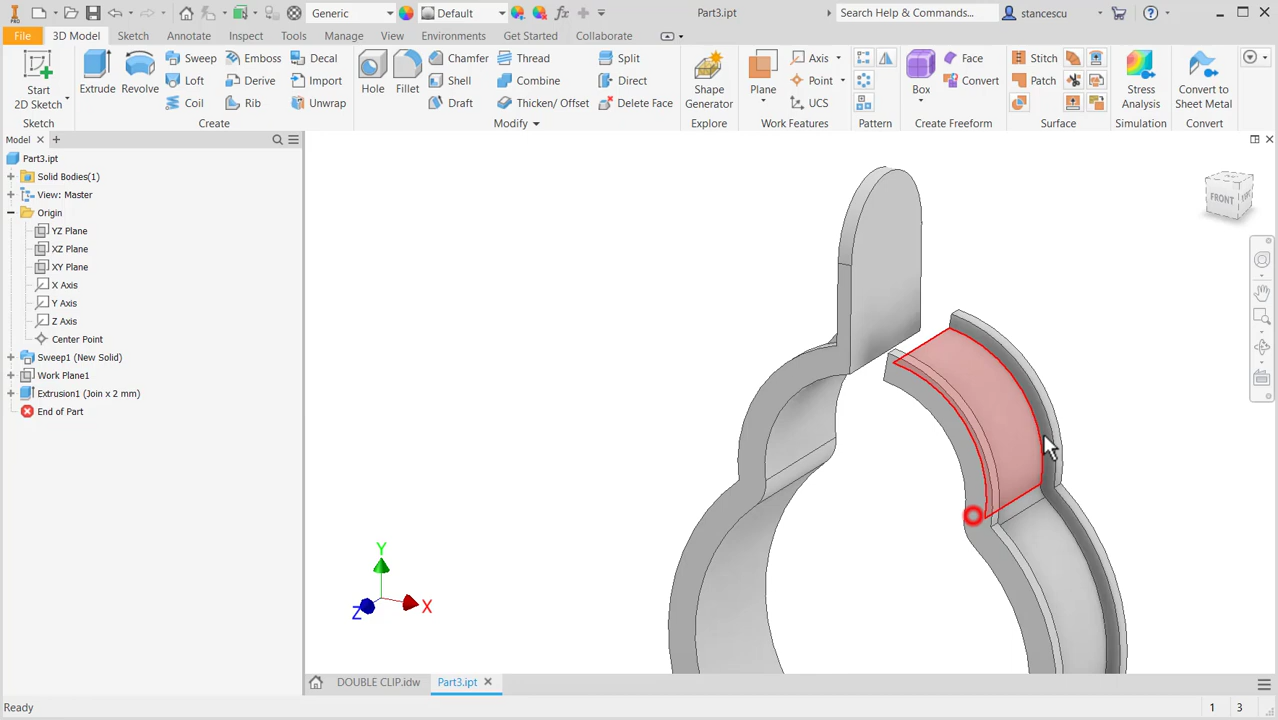 Generic
Default
Part3.ipt
Search Help & Commands...
stancescu
File
3D Model
Sketch
Annotate
Inspect
Tools
Manage
View
Environments
Get Started
Collaborate
Start
2D Sketch
Sketch
Extrude
Revolve
Sweep
Loft
Coil
Emboss
Derive
Rib
Decal
Import
Unwrap
Create
Hole
Fillet
Chamfer
Shell
Draft
Thread
Combine
Thicken/ Offset
Split
Direct
Delete Face
Modify
Shape
Generator
Explore
Plane
Axis
Point
UCS
Work Features
Pattern
Box
Face
Convert
Create Freeform
Stitch
Patch
Surface
Stress
Analysis
Simulation
Convert to
Sheet Metal
Convert
Model
Part3.ipt
Solid Bodies(1)
View: Master
Origin
YZ Plane
XZ Plane
XY Plane
X Axis
Y Axis
Z Axis
Center Point
Sweep1 (New Solid)
Work Plane1
Extrusion1 (Join x 2 mm)
End of Part
FRONT
Y
X
Z
DOUBLE CLIP.idw
Part3.ipt
Ready
1
3